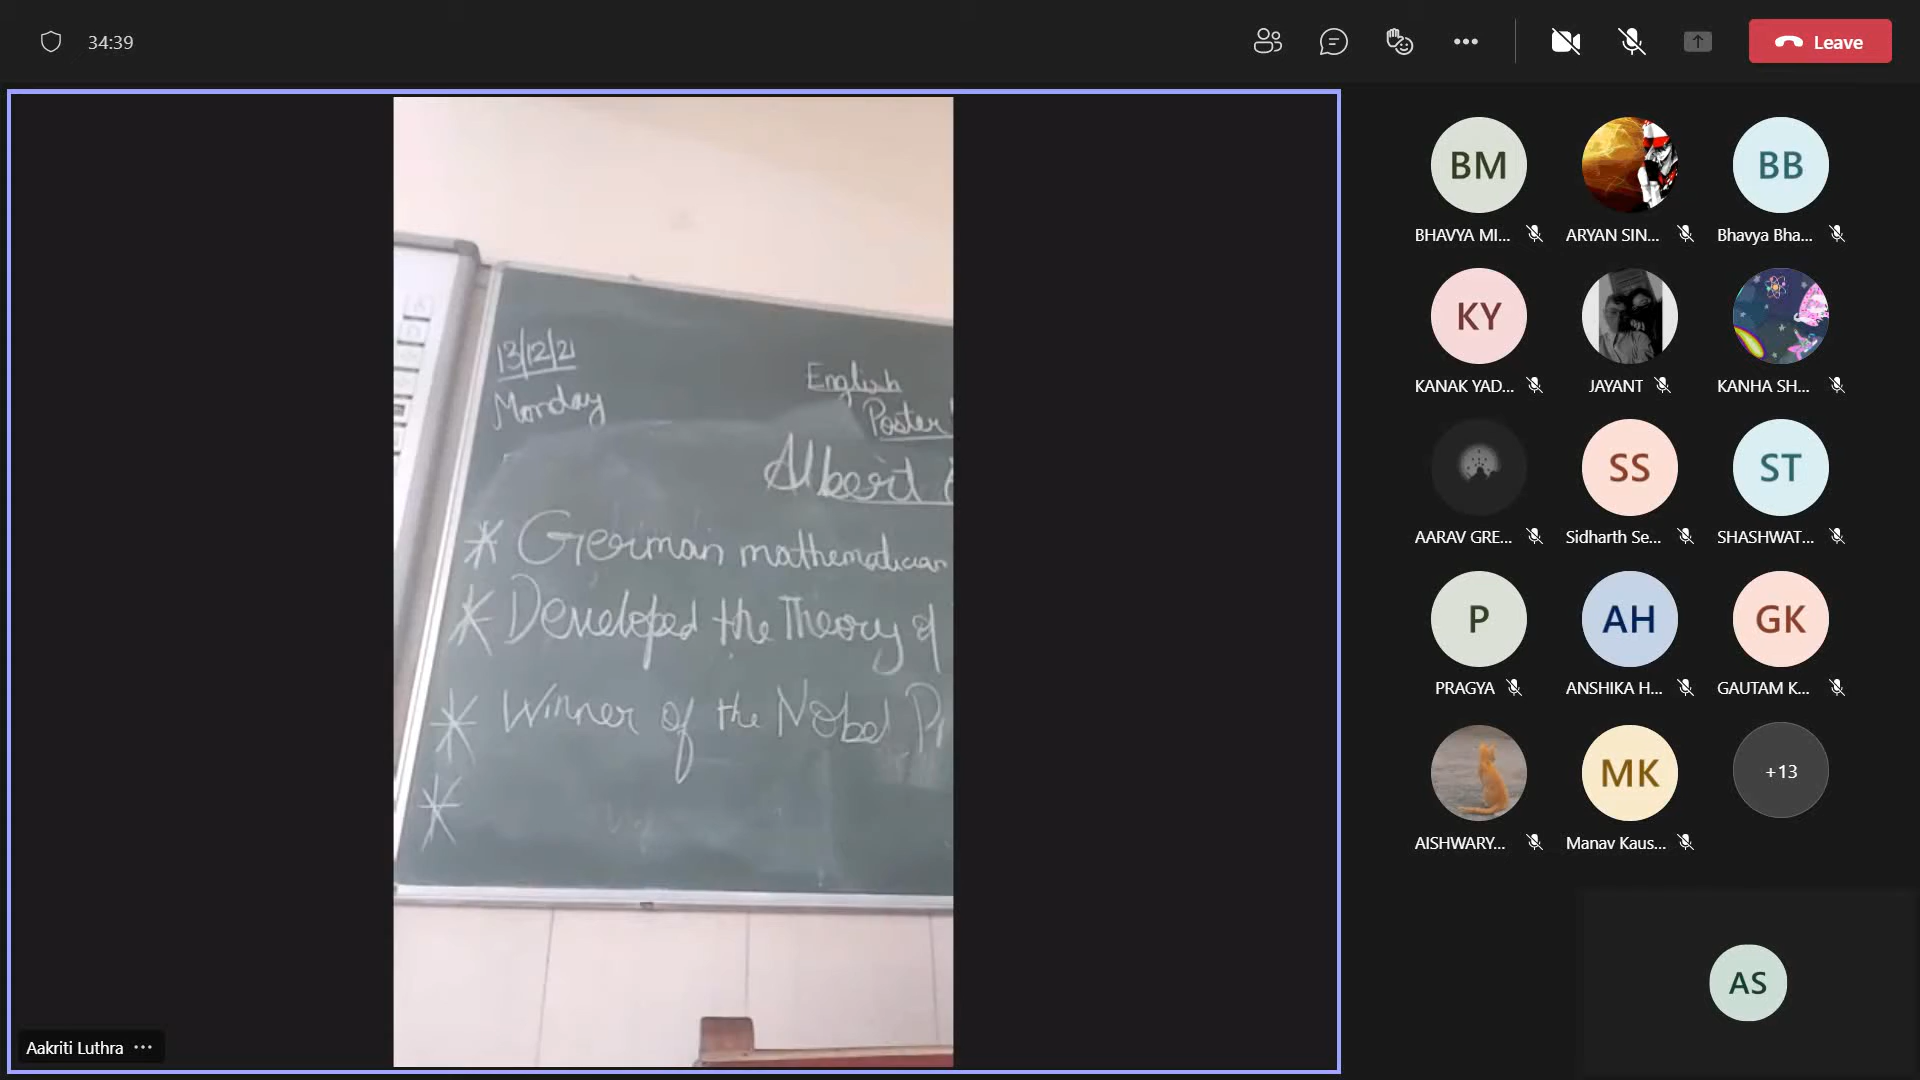 34:39
Leave
13/12/21
Monday
English
Poster
Albert
* German mathematician
* Developed the Theory of
* Winner of the Nobel Pr
*
Aakriti Luthra ...
BM
BHAVYA MI...
ARYAN SIN...
BB
Bhavya Bha...
KY
KANAK YAD...
JAYANT
KANHA SH...
AARAV GRE...
SS
Sidharth Se...
ST
SHASHWAT...
P
PRAGYA
AH
ANSHIKA H...
GK
GAUTAM K...
AISHWARY...
MK
Manav Kaus...
+13
AS